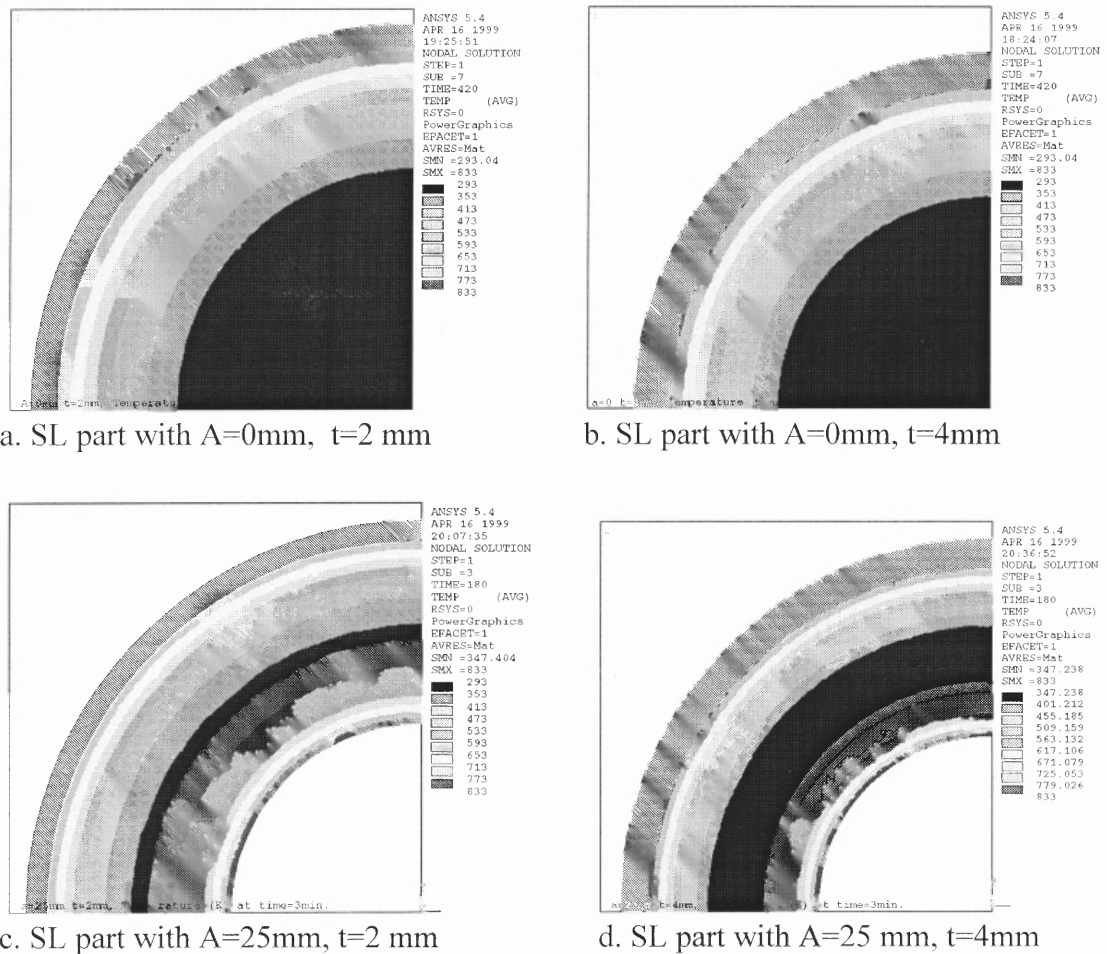 ANSYS 5.4
APR 16 1999
19:25:51
NODAL SOLUTION
STEP=1
SUB =7
TIME=420
TEMP (AVG)
RSYS=0
PowerGraphics
EFACET=1
AVRES=Mat
SMN =293.04
SMX =833
293
353
413
473
533
593
653
713
773
833
t=2mm,
a. SL part with A=0mm, t=2 mm
ANSYS 5.4
APR 16 1999
18:24:07
NODAL SOLUTION
STEP=1
SUB =7
TIME=420
TEMP (AVG)
RSYS=0
PowerGraphics
EFACET=1
AVRES=Mat
SMN =293.04
SMX =833
293
353
413
473
533
593
653
713
773
833
a=0
b. SL part with A=0mm, t=4mm
ANSYS 5.4
APR 16 1999
20:07:35
NODAL SOLUTION
STEP=1
SUB =3
TIME=180
TEMP (AVG)
RSYS=0
PowerGraphics
EFACET=1
AVRES=Mat
SMN =347.404
SMX =833
293
353
413
473
533
593
653
713
773
833
t=2mm, at time=3min.
c. SL part with A=25mm, t=2 mm
ANSYS 5.4
APR 16 1999
20:36:52
NODAL SOLUTION
STEP=1
SUB =3
TIME=180
TEMP (AVG)
RSYS=0
PowerGraphics
EFACET=1
AVRES=Mat
SMN =347.238
SMX =833
347.238
401.212
455.185
509.159
563.132
617.106
671.079
725.053
779.026
833
t=4mm, at time=3min.
d. SL part with A=25 mm, t=4mm